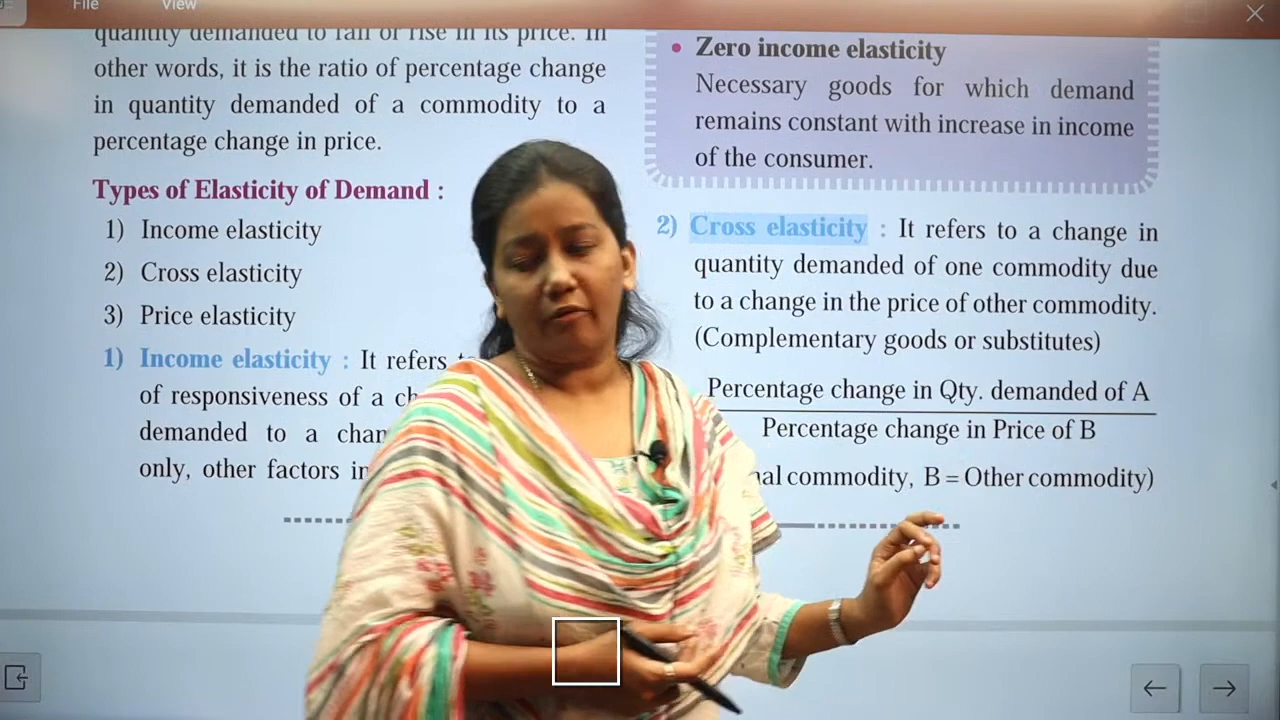 File View
quantity demanded to fall or rise in its price. In
other words, it is the ratio of percentage change
in quantity demanded of a commodity to a
percentage change in price.
Types of Elasticity of Demand :
1) Income elasticity
2) Cross elasticity
3) Price elasticity
1) Income elasticity : It refers
of responsiveness of a
demanded to a
only, other factors
• Zero income elasticity
Necessary goods for which demand
remains constant with increase in income
of the consumer.
2) Cross elasticity : It refers to a change in
quantity demanded of one commodity due
to a change in the price of other commodity.
(Complementary goods or substitutes)
Percentage change in Qty. demanded of A
Percentage change in Price of B
commodity, B = Other commodity)